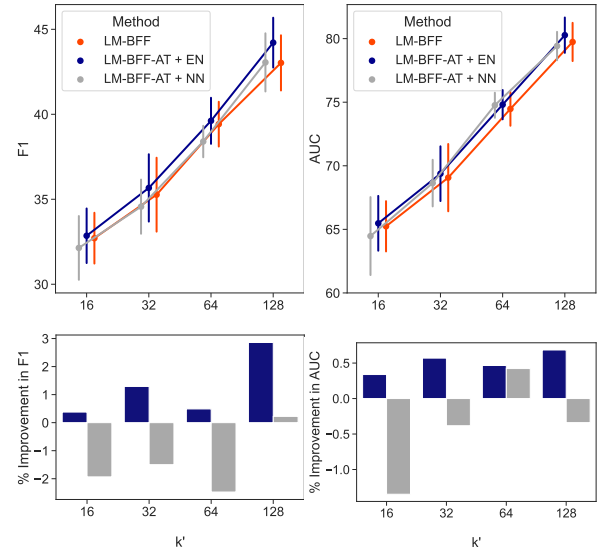 Method
LM-BFF
LM-BFF-AT + EN
LM-BFF-AT + NN
F1
45
40
35
30
16
32
64
128
Method
LM-BFF
LM-BFF-AT + EN
LM-BFF-AT + NN
AUC
80
75
70
65
60
16
32
64
128
% Improvement in F1
3
2
1
0
−1
−2
16
32
64
128
k'
% Improvement in AUC
0.5
0.0
−0.5
−1.0
16
32
64
128
k'